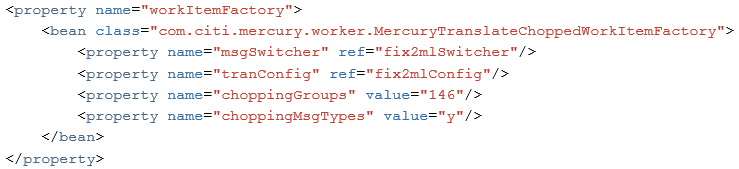 <property name="workItemFactory">
    <bean class="com.citi.mercury.worker.MercuryTranslateChoppedWorkItemFactory">
        <property name="msgSwitcher" ref="fix2mlSwitcher"/>
        <property name="tranConfig" ref="fix2mlConfig"/>
        <property name="choppingGroups" value="146"/>
        <property name="choppingMsgTypes" value="y"/>
    </bean>
</property>